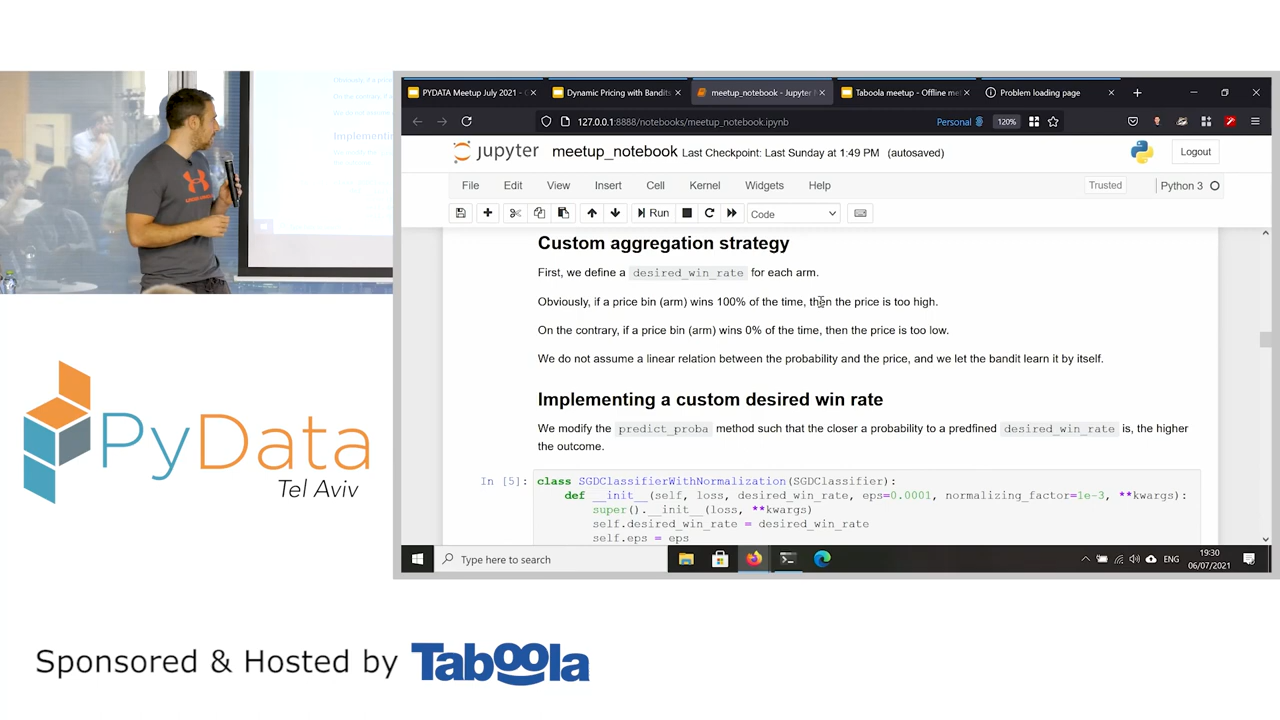 PYDATA Meetup July 2021 -
Dynamic Pricing with Bandits
meetup_notebook - Jupyter
Taboola meetup - Offline me
Problem loading page
127.0.0.1:8888/notebooks/meetup_notebook.ipynb
Personal
120%
jupyter meetup_notebook Last Checkpoint: Last Sunday at 1:49 PM (autosaved)
Logout
File Edit View Insert Cell Kernel Widgets Help
Trusted
Python 3
Run
Code
Custom aggregation strategy
First, we define a desired_win_rate for each arm.
Obviously, if a price bin (arm) wins 100% of the time, then the price is too high.
On the contrary, if a price bin (arm) wins 0% of the time, then the price is too low.
We do not assume a linear relation between the probability and the price, and we let the bandit learn it by itself.
Implementing a custom desired win rate
We modify the predict_proba method such that the closer a probability to a predfined desired_win_rate is, the higher
the outcome.
In [5]: class SGDClassifierWithNormalization(SGDClassifier):
def __init__(self, loss, desired_win_rate, eps=0.0001, normalizing_factor=1e-3, **kwargs):
super().__init__(loss, **kwargs)
self.desired_win_rate = desired_win_rate
self.eps = eps
Type here to search
ENG
19:30
06/07/2021
PyData
Tel Aviv
Sponsored & Hosted by Taboola